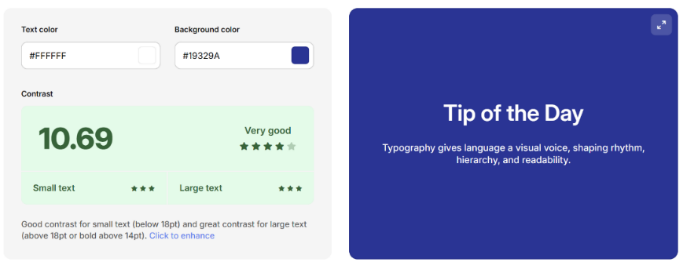 Text color
Background color
#FFFFFF
#19329A
Contrast
10.69
Very good
Small text
Large text
Good contrast for small text (below 18pt) and great contrast for large text
(above 18pt or bold above 14pt). Click to enhance
Tip of the Day
Typography gives language a visual voice, shaping rhythm,
hierarchy, and readability.